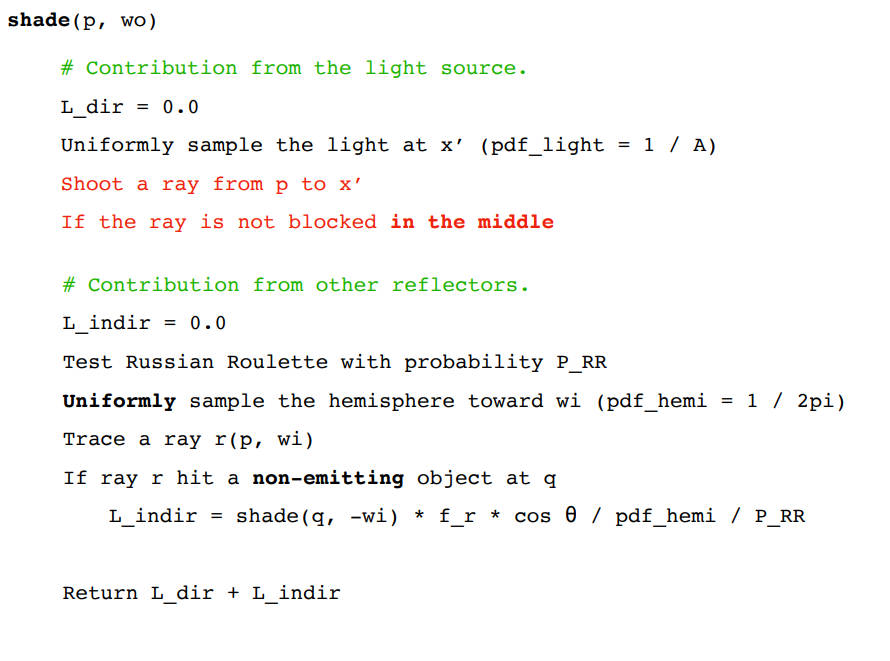 shade(p, wo)
# Contribution from the light source.
L_dir = 0.0
Uniformly sample the light at x′ (pdf_light = 1 / A)
Shoot a ray from p to x′
If the ray is not blocked in the middle
# Contribution from other reflectors.
L_indir = 0.0
Test Russian Roulette with probability P_RR
Uniformly sample the hemisphere toward wi (pdf_hemi = 1 / 2pi)
Trace a ray r(p, wi)
If ray r hit a non-emitting object at q
L_indir = shade(q, -wi) * f_r * cos θ / pdf_hemi / P_RR
Return L_dir + L_indir